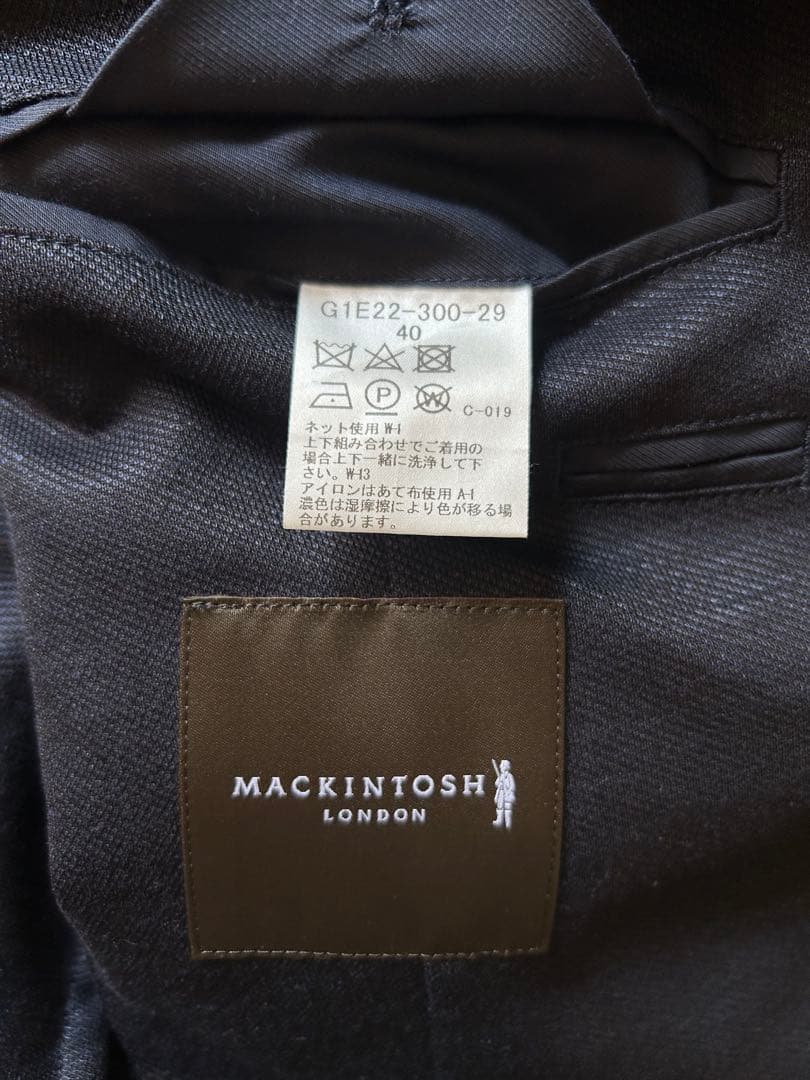 G1E22-300-29
40
P
W
C-019
ネット使用 W-1
上下組み合わせでご着用の
場合上下一緒に洗浄して下
さい。W-13
アイロンはあて布使用 A-1
濃色は湿摩擦により色が移る場
合があります。
MACKINTOSH
LONDON